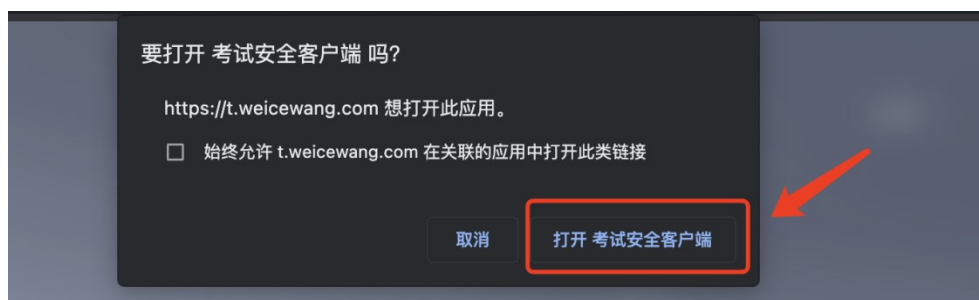 要打开 考试安全客户端 吗?
https://t.weicewang.com 想打开此应用。
始终允许 t.weicewang.com 在关联的应用中打开此类链接
取消
打开 考试安全客户端